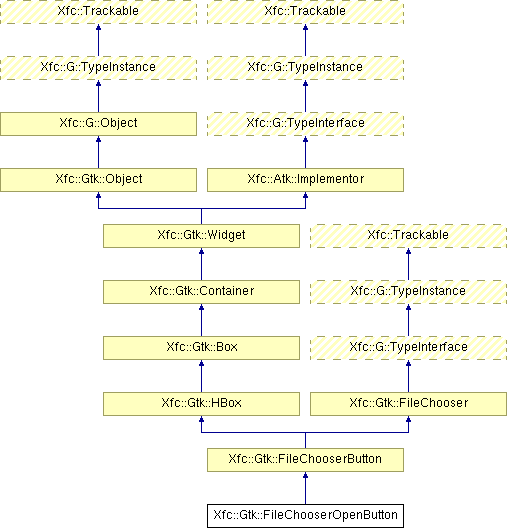 Xfc::Trackable Xfc::Trackable
Xfc::G::TypeInstance Xfc::G::TypeInstance
Xfc::G::Object Xfc::G::TypeInterface
Xfc::Gtk::Object Xfc::Atk::Implementor
Xfc::Gtk::Widget Xfc::Trackable
Xfc::Gtk::Container Xfc::G::TypeInstance
Xfc::Gtk::Box Xfc::G::TypeInterface
Xfc::Gtk::HBox Xfc::Gtk::FileChooser
Xfc::Gtk::FileChooserButton
Xfc::Gtk::FileChooserOpenButton